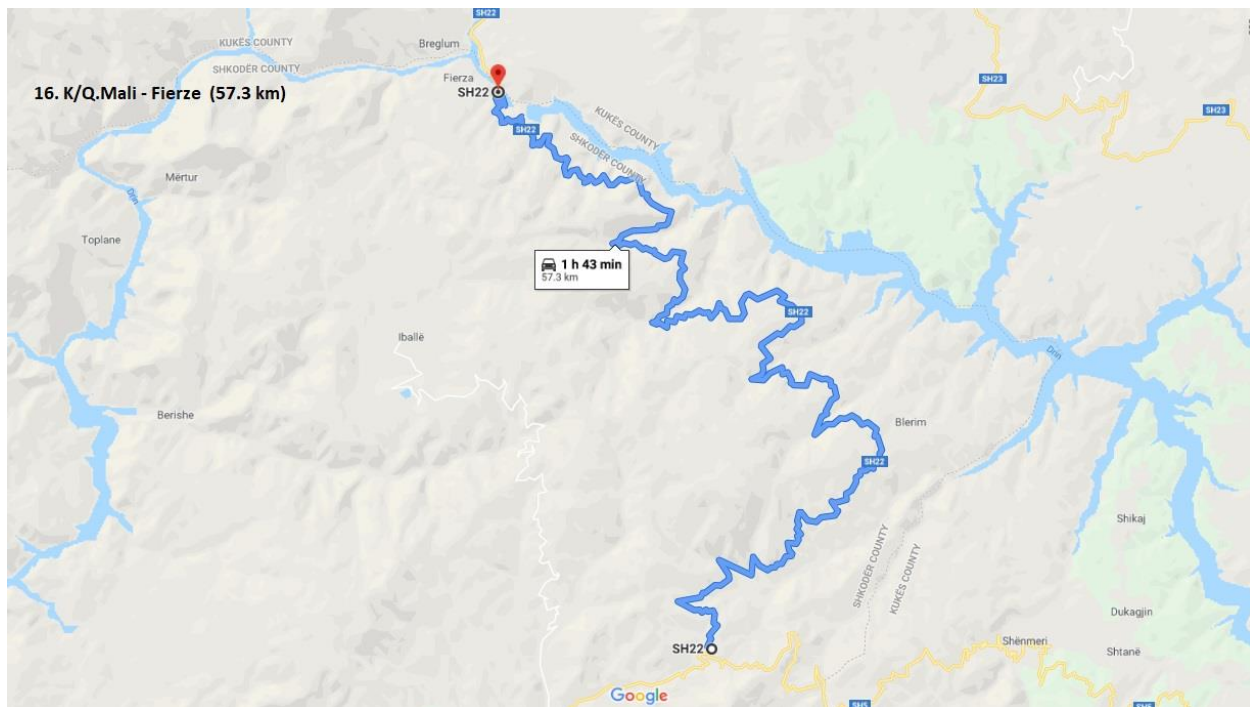 SH22
KUKËS COUNTY
Breglum
SHKODËR COUNTY
Fierza
SH23
16. K/Q.Mali - Fierze (57.3 km)
SH22
KUKËS COUNTY
SH23
SH22
SHKODËR COUNTY
Mërtur
Drin
Toplane
1 h 43 min
57.3 km
SH22
Iballë
Drin
Berishe
Blerim
SH22
Shikaj
SHKODËR COUNTY
KUKËS COUNTY
Dukagjin
Shënmeri
SH22
Shtanë
Google
SH5
SH5